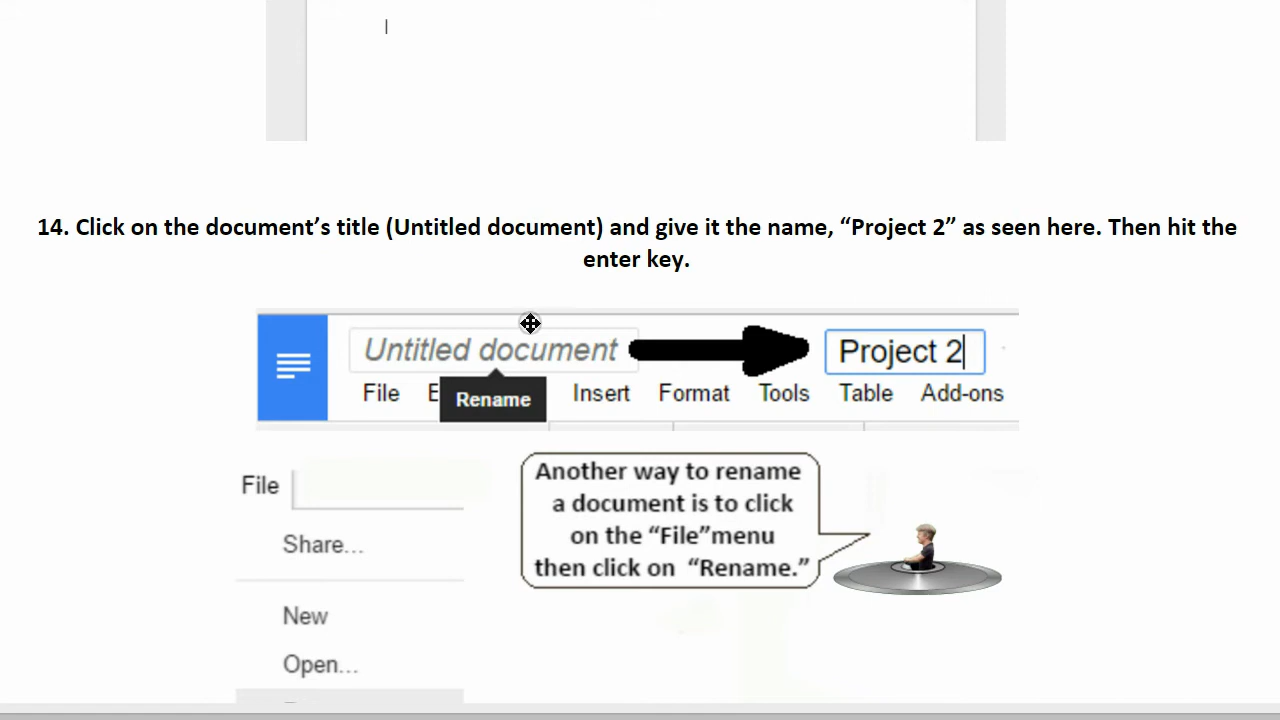 14. Click on the document’s title (Untitled document) and give it the name, “Project 2” as seen here. Then hit the
enter key.
Untitled document
Project 2
File
Rename
Insert
Format
Tools
Table
Add-ons
File
Share...
New
Open...
Another way to rename
a document is to click
on the “File”menu
then click on “Rename.”